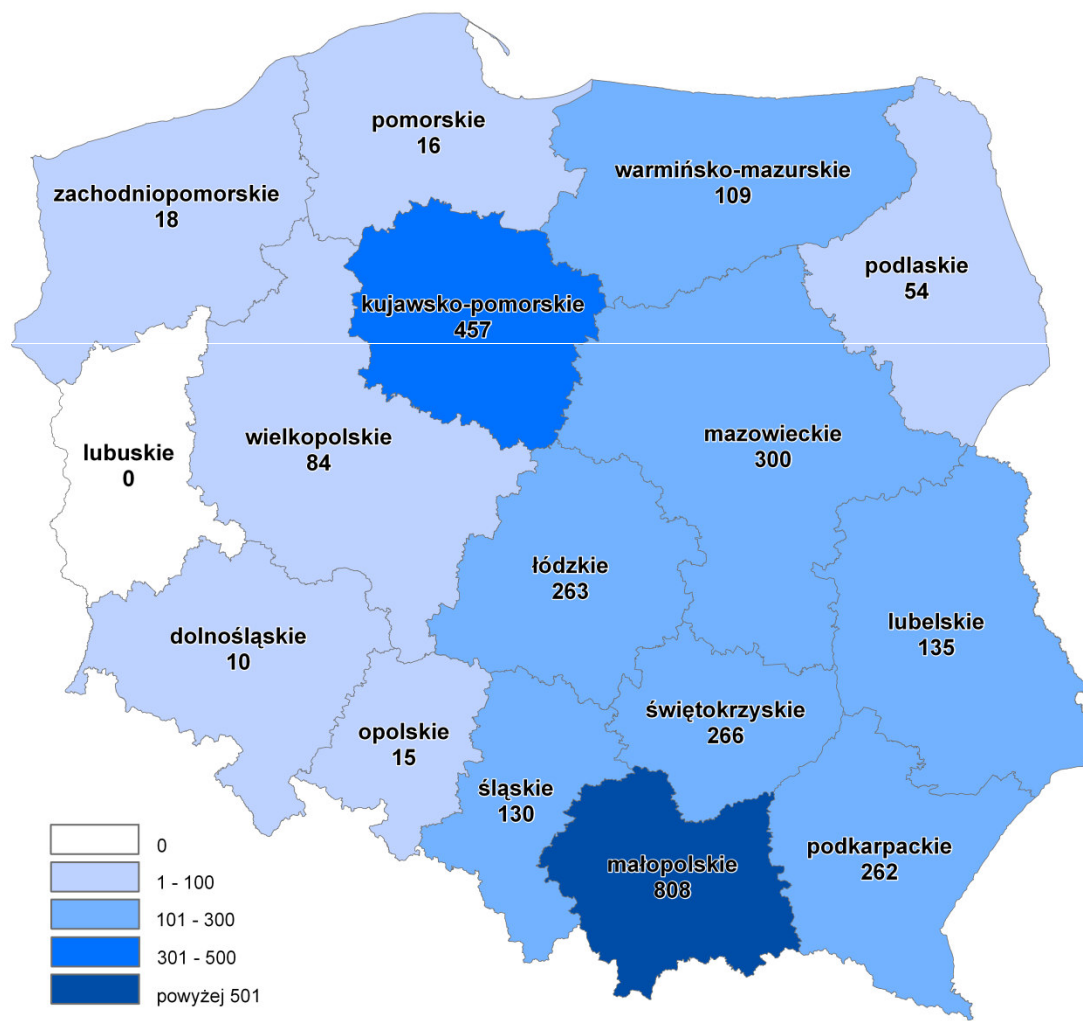 pomorskie
16
warmińsko-mazurskie
109
zachodniopomorskie
18
podlaskie
54
kujawsko-pomorskie
457
wielkopolskie
84
mazowieckie
300
lubuskie
0
łódzkie
263
lubelskie
135
dolnośląskie
10
świętokrzyskie
266
opolskie
15
śląskie
130
podkarpackie
262
małopolskie
808
0
1 - 100
101 - 300
301 - 500
powyżej 501